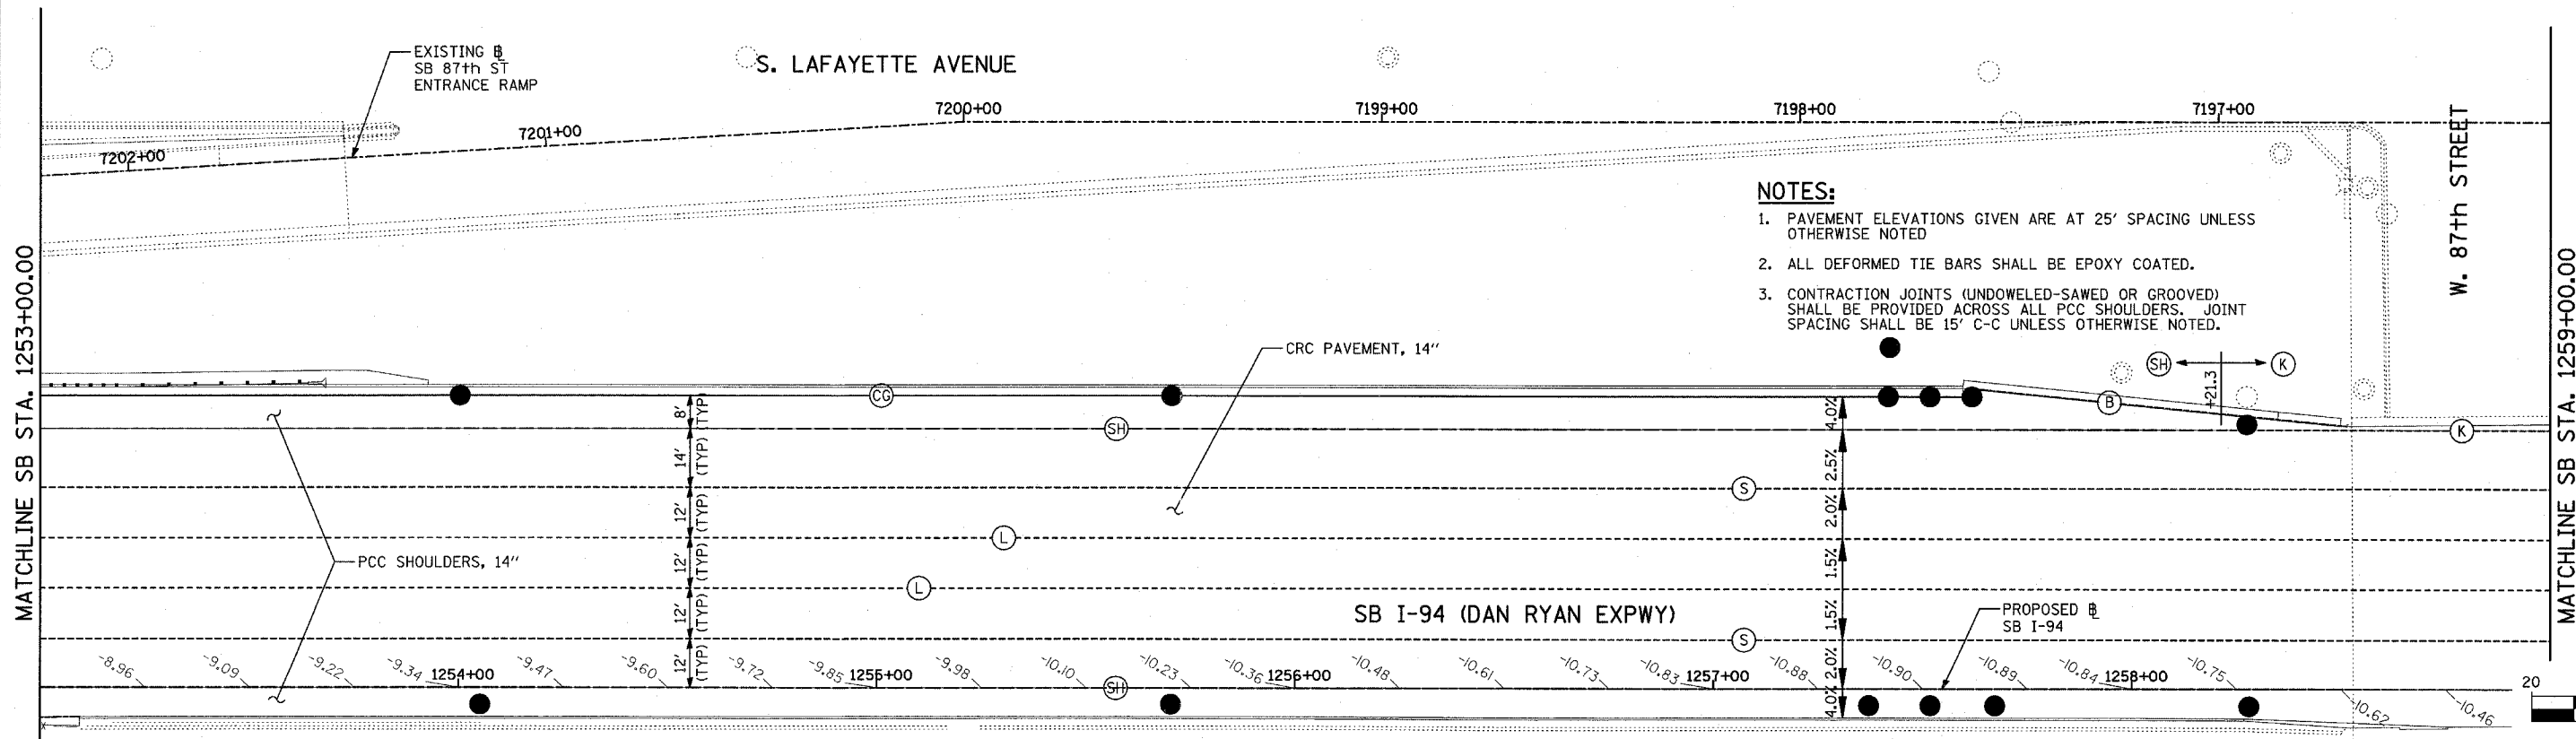 EXISTING ⅊
SB 87th ST
ENTRANCE RAMP
S. LAFAYETTE AVENUE
7202+00
7201+00
7200+00
7199+00
7198+00
7197+00
W. 87th STREET
NOTES:
1. PAVEMENT ELEVATIONS GIVEN ARE AT 25' SPACING UNLESS
OTHERWISE NOTED
2. ALL DEFORMED TIE BARS SHALL BE EPOXY COATED.
3. CONTRACTION JOINTS (UNDOWELED-SAWED OR GROOVED)
SHALL BE PROVIDED ACROSS ALL PCC SHOULDERS. JOINT
SPACING SHALL BE 15' C-C UNLESS OTHERWISE NOTED.
MATCHLINE SB STA. 1253+00.00
MATCHLINE SB STA. 1259+00.00
CRC PAVEMENT, 14"
SH
K
+21.3
CG
B
SH
K
8' (TYP)
14' (TYP)
12' (TYP)
12' (TYP)
12' (TYP)
12' (TYP)
4.0%
2.5%
2.0%
1.5%
1.5%
2.0%
4.0%
S
L
L
PCC SHOULDERS, 14"
SB I-94 (DAN RYAN EXPWY)
PROPOSED ⅊
SB I-94
S
-8.96
-9.09
-9.22
-9.34
1254+00
-9.47
-9.60
-9.72
-9.85
1255+00
-9.98
-10.10
SH
-10.23
-10.36
1256+00
-10.48
-10.61
-10.73
-10.83
1257+00
-10.88
-10.90
-10.89
-10.84
1258+00
-10.75
-10.62
-10.46
20